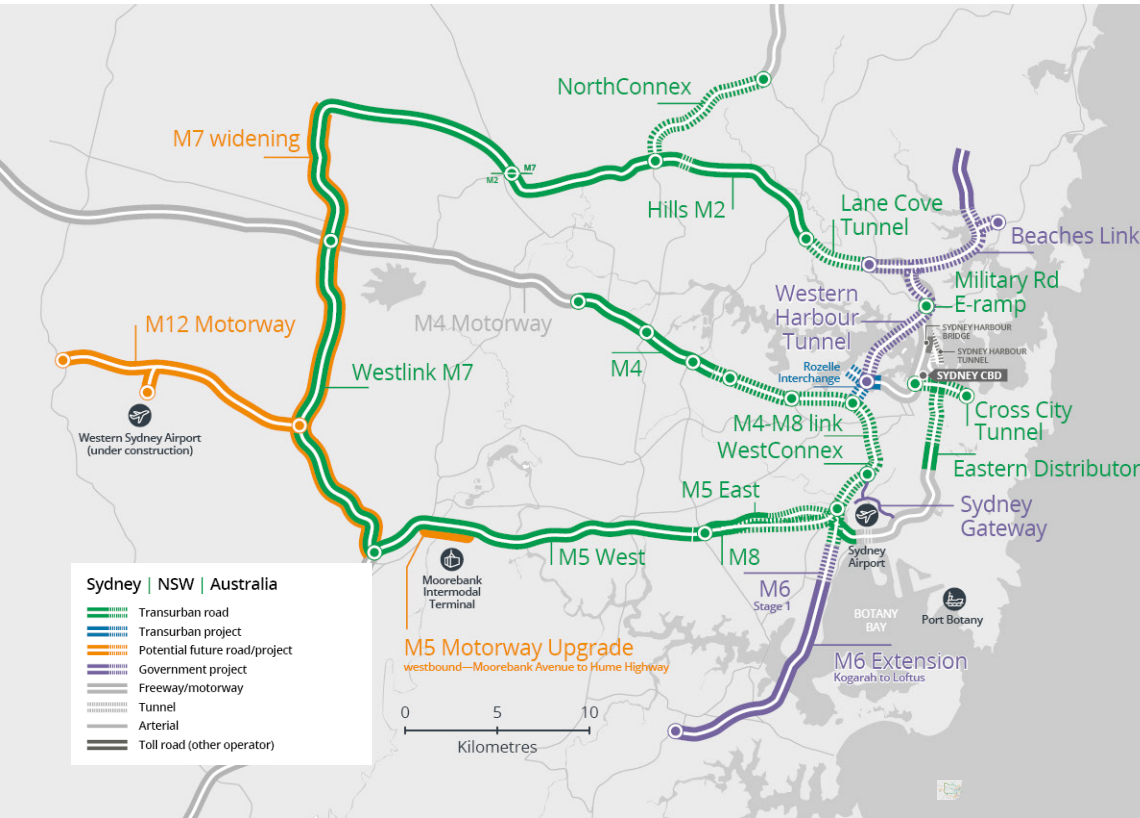 NorthConnex
M7 widening
M7
M2
Hills M2
Lane Cove
Tunnel
Beaches Link
Military Rd
E-ramp
Western
Harbour
Tunnel
M12 Motorway
M4 Motorway
SYDNEY HARBOUR
BRIDGE
SYDNEY HARBOUR
TUNNEL
Westlink M7
M4
Rozelle
Interchange
SYDNEY CBD
Cross City
Tunnel
M4-M8 link
WestConnex
Western Sydney Airport
(under construction)
Eastern Distributor
M5 East
Sydney
Gateway
M5 West
M8
Sydney
Airport
Moorebank
Intermodal
Terminal
M6
Stage 1
BOTANY
BAY
Port Botany
M5 Motorway Upgrade
westbound—Moorebank Avenue to Hume Highway
M6 Extension
Kogarah to Loftus
0 5 10
Kilometres
Sydney | NSW | Australia
Transurban road
Transurban project
Potential future road/project
Government project
Freeway/motorway
Tunnel
Arterial
Toll road (other operator)